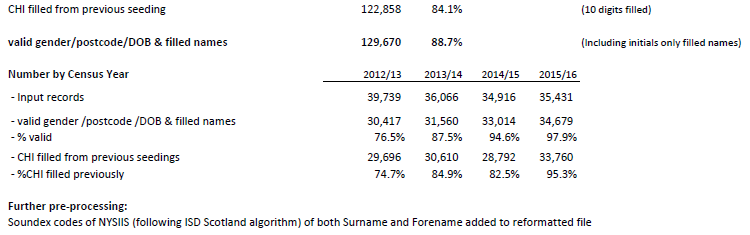 CHI filled from previous seeding 122,858 84.1% (10 digits filled)
valid gender/postcode/DOB & filled names 129,670 88.7% (Including initials only filled names)
Number by Census Year 2012/13 2013/14 2014/15 2015/16
- Input records 39,739 36,066 34,916 35,431
- valid gender /postcode /DOB & filled names 30,417 31,560 33,014 34,679
- % valid 76.5% 87.5% 94.6% 97.9%
- CHI filled from previous seedings 29,696 30,610 28,792 33,760
- %CHI filled previously 74.7% 84.9% 82.5% 95.3%
Further pre-processing:
Soundex codes of NYSIIS (following ISD Scotland algorithm) of both Surname and Forename added to reformatted file